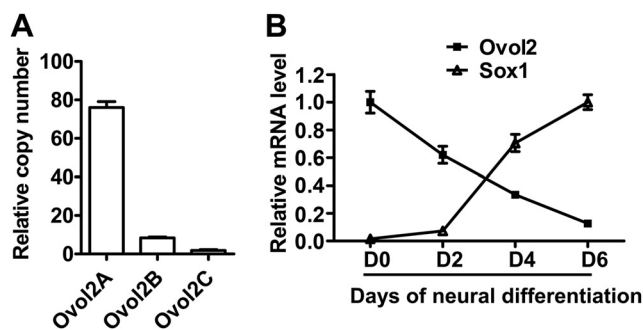 A
Relative copy number
100
80
60
40
20
0
Ovol2A
Ovol2B
Ovol2C
B
Ovol2
Sox1
Relative mRNA level
1.2
1.0
0.8
0.6
0.4
0.2
0.0
D0 D2 D4 D6
Days of neural differentiation